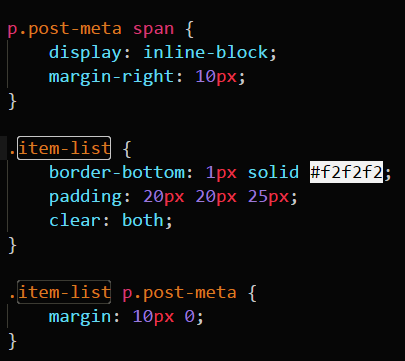 p.post-meta span {
    display: inline-block;
    margin-right: 10px;
}
.item-list {
    border-bottom: 1px solid #f2f2f2;
    padding: 20px 20px 25px;
    clear: both;
}
.item-list p.post-meta {
    margin: 10px 0;
}